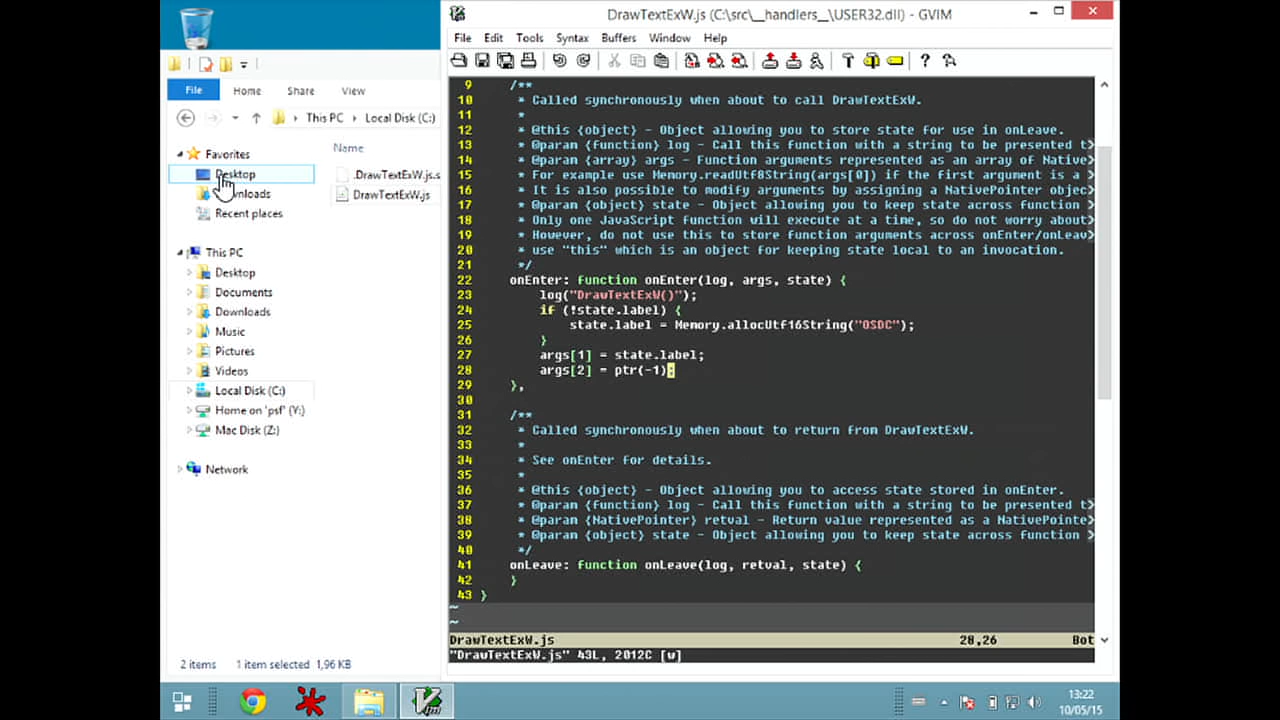 DrawTextExW.js (C:\src\__handlers__\USER32.dll) - GVIM
File Edit Tools Syntax Buffers Window Help
File Home Share View
This PC Local Disk (C:)
Name
Favorites
Desktop
Downloads
Recent places
This PC
Desktop
Documents
Downloads
Music
Pictures
Videos
Local Disk (C:)
Home on 'psf' (Y:)
Mac Disk (Z:)
Network
.DrawTextExW.js.s
DrawTextExW.js
2 items 1 item selected 1,96 KB
9 /**
10 * Called synchronously when about to call DrawTextExW.
11 *
12 * @this {object} - Object allowing you to store state for use in onLeave.
13 * @param {function} log - Call this function with a string to be presented t>
14 * @param {array} args - Function arguments represented as an array of Native>
15 * For example use Memory.readUtf8String(args[0]) if the first argument is a >
16 * It is also possible to modify arguments by assigning a NativePointer objec>
17 * @param {object} state - Object allowing you to keep state across function >
18 * Only one JavaScript function will execute at a time, so do not worry about>
19 * However, do not use this to store function arguments across onEnter/onLeav>
20 * use "this" which is an object for keeping state local to an invocation.
21 */
22 onEnter: function onEnter(log, args, state) {
23 log("DrawTextExW()");
24 if (!state.label) {
25 state.label = Memory.allocUtf16String("OSDC");
26 }
27 args[1] = state.label;
28 args[2] = ptr(-1);
29 },
30
31 /**
32 * Called synchronously when about to return from DrawTextExW.
33 *
34 * See onEnter for details.
35 *
36 * @this {object} - Object allowing you to access state stored in onEnter.
37 * @param {function} log - Call this function with a string to be presented t>
38 * @param {NativePointer} retval - Return value represented as a NativePointe>
39 * @param {object} state - Object allowing you to keep state across function >
40 */
41 onLeave: function onLeave(log, retval, state) {
42 }
43 }
~
~
DrawTextExW.js 28,26 Bot
"DrawTextExW.js" 43L, 2012C [w]
13:22
10/05/15